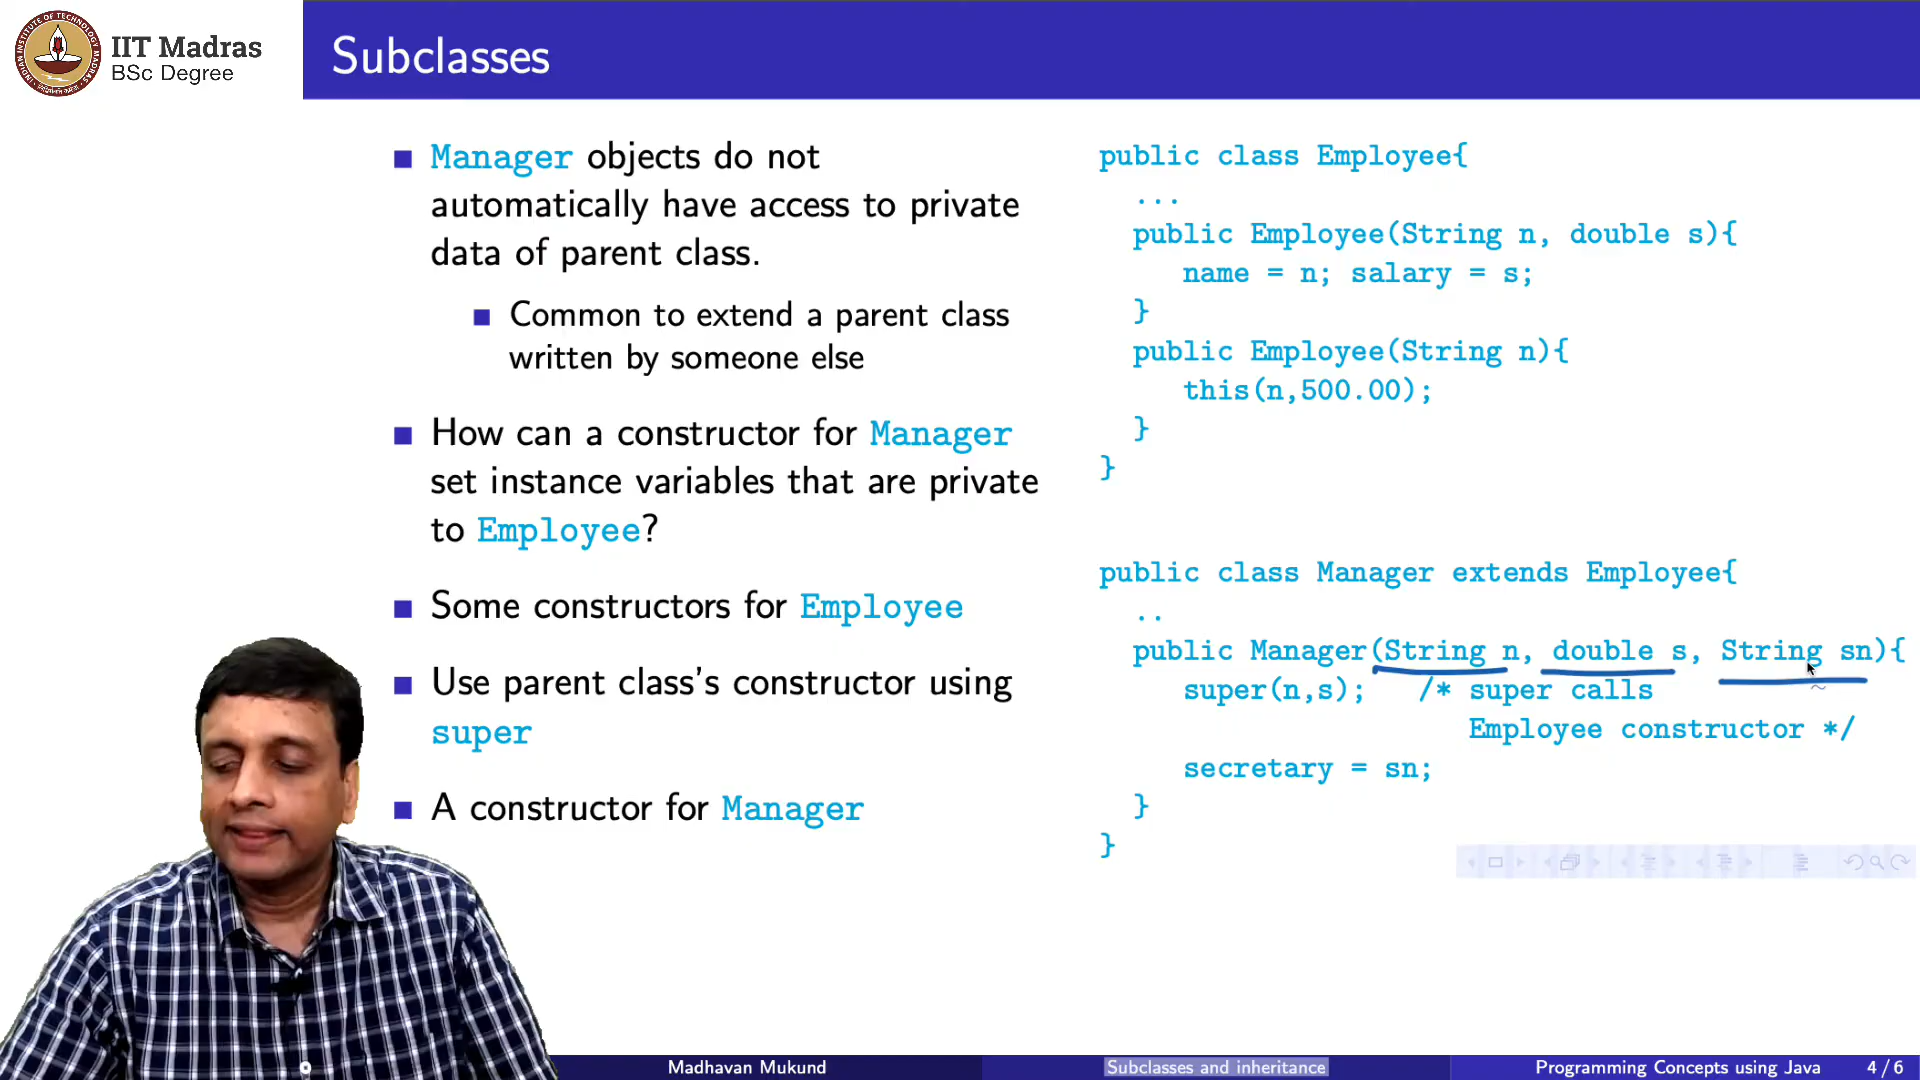 IIT Madras
BSc Degree
Subclasses
Manager objects do not
automatically have access to private
data of parent class.
Common to extend a parent class
written by someone else
How can a constructor for Manager
set instance variables that are private
to Employee?
Some constructors for Employee
Use parent class's constructor using
super
A constructor for Manager
public class Employee{
...
public Employee(String n, double s){
name = n; salary = s;
}
public Employee(String n){
this(n,500.00);
}
}
public class Manager extends Employee{
..
public Manager(String n, double s, String sn){
super(n,s); /* super calls
Employee constructor */
secretary = sn;
}
}
Madhavan Mukund
Subclasses and inheritance
Programming Concepts using Java
4 / 6